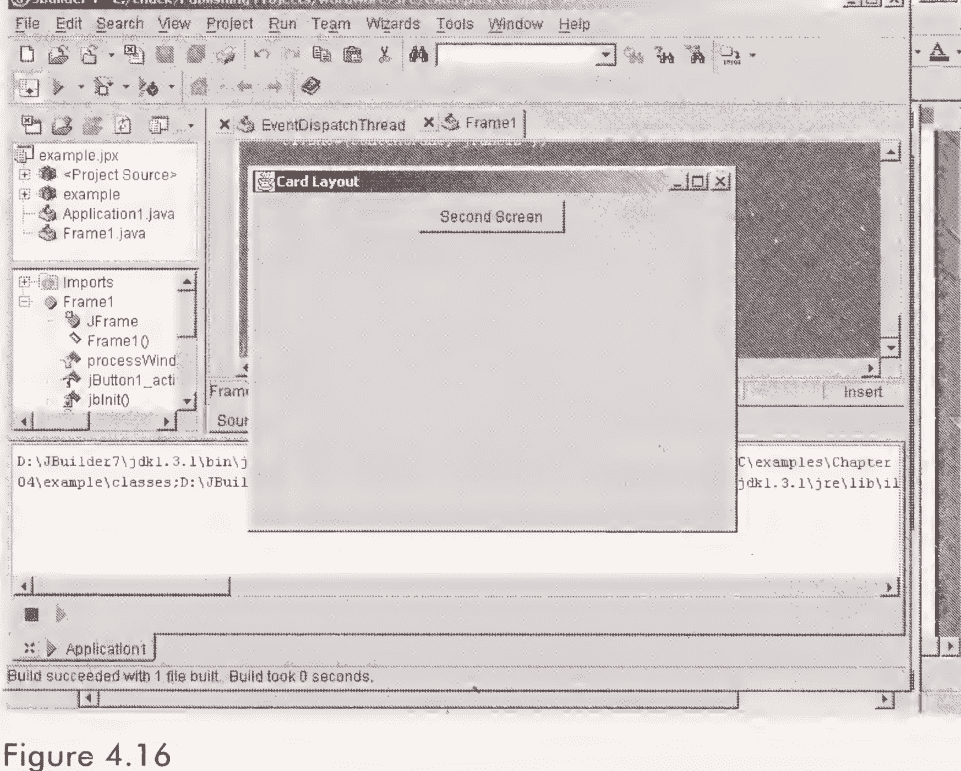 File Edit Search View Project Run Team Wizards Tools Window Help
EventDispatchThread Frame1
example.jpx
<Project Source>
example
Application1.java
Frame1.java
Card Layout
Second Screen
Imports
Frame1
JFrame
Frame1()
processWind
jButton1_acti
jbInit()
Fram
Insert
Sour
D:\JBuilder7\jdk1.3.1\bin\j C\examples\Chapter
04\example\classes;D:\JBuil jdk1.3.1\jre\lib\il
Application1
Build succeeded with 1 file built. Build took 0 seconds.
Figure 4.16